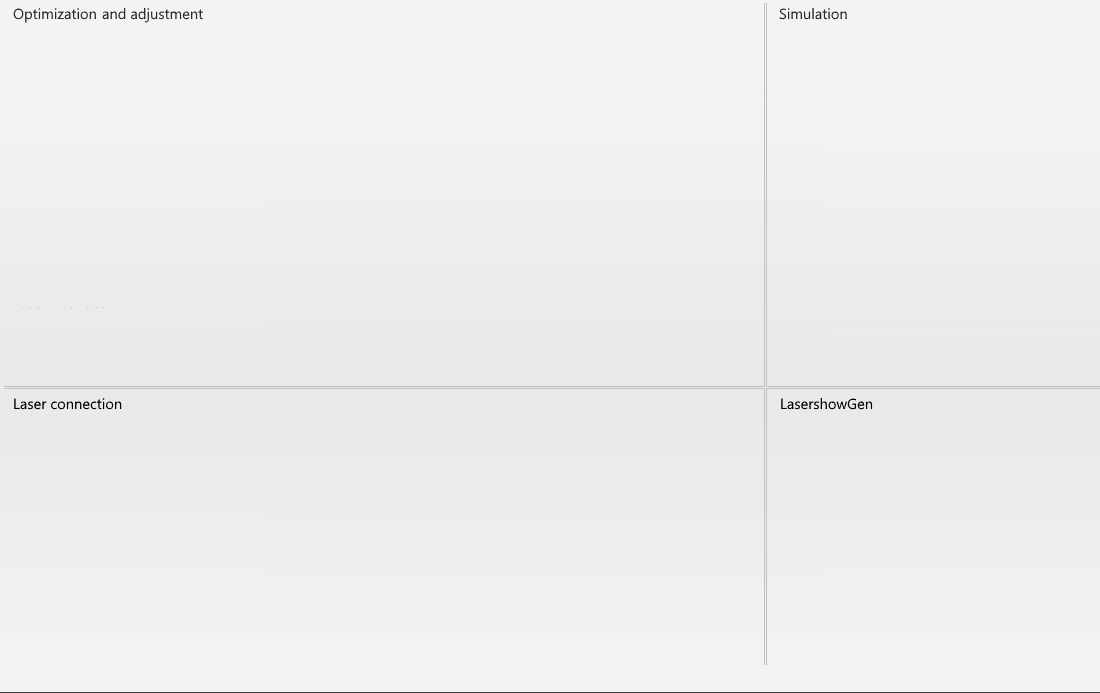 Optimization and adjustment
Simulation
Laser connection
LasershowGen